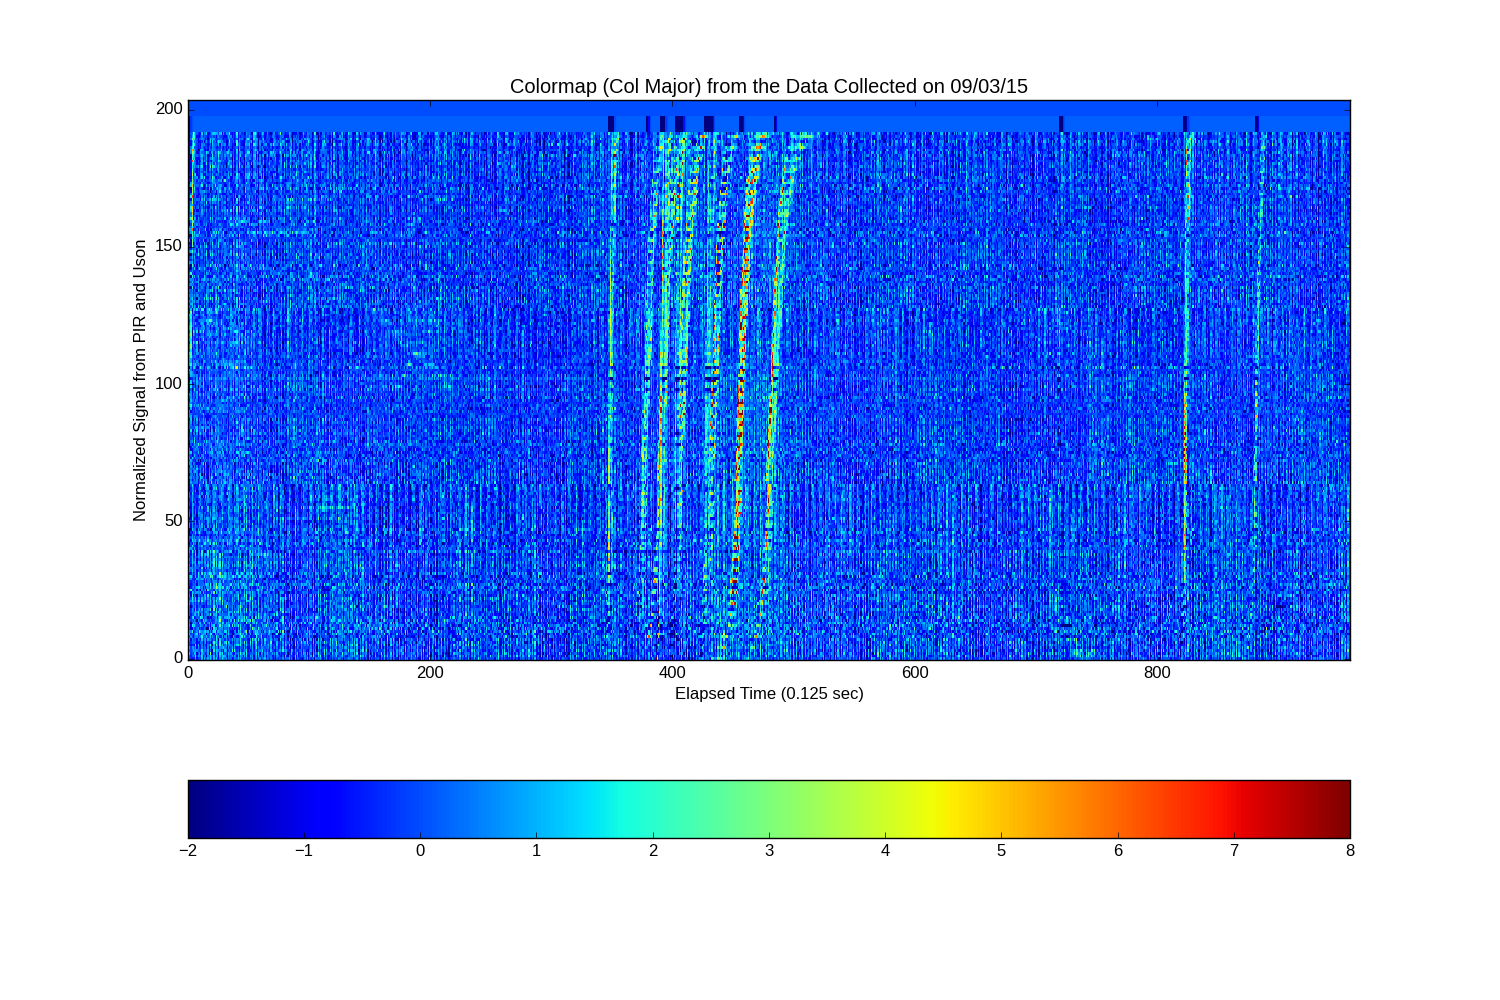 Colormap (Col Major) from the Data Collected on 09/03/15
Normalized Signal from PIR and Uson
200
150
100
50
0
0 200 400 600 800
Elapsed Time (0.125 sec)
−2 −1 0 1 2 3 4 5 6 7 8